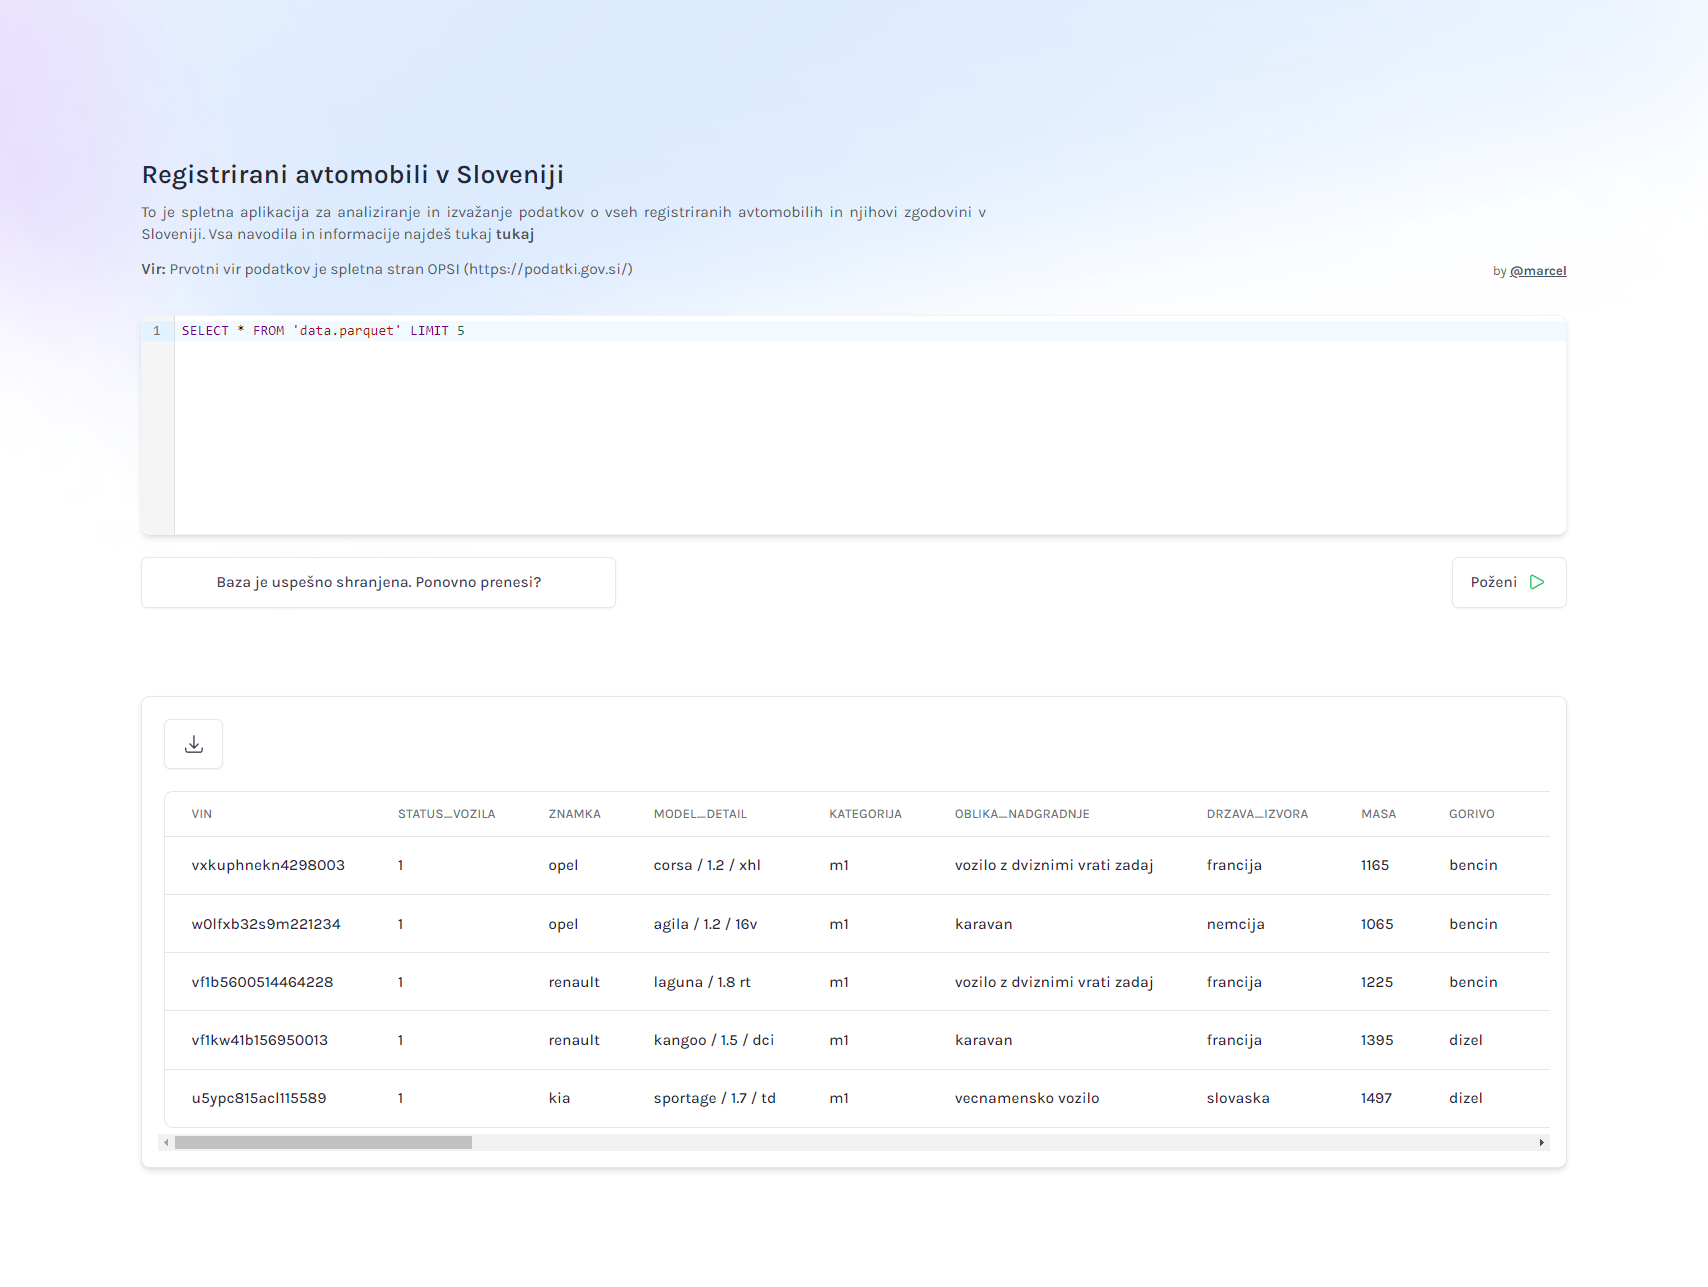 Registrirani avtomobili v Sloveniji
To je spletna aplikacija za analiziranje in izvažanje podatkov o vseh registriranih avtomobilih in njihovi zgodovini v
Sloveniji. Vsa navodila in informacije najdeš tukaj tukaj
Vir: Prvotni vir podatkov je spletna stran OPSI (https://podatki.gov.si/)
by @marcel
1 SELECT * FROM 'data.parquet' LIMIT 5
Baza je uspešno shranjena. Ponovno prenesi?
Poženi
VIN STATUS_VOZILA ZNAMKA MODEL_DETAIL KATEGORIJA OBLIKA_NADGRADNJE DRZAVA_IZVORA MASA GORIVO
vxkuphnekn4298003 1 opel corsa / 1.2 / xhl m1 vozilo z dviznimi vrati zadaj francija 1165 bencin
w0lfxb32s9m221234 1 opel agila / 1.2 / 16v m1 karavan nemcija 1065 bencin
vf1b5600514464228 1 renault laguna / 1.8 rt m1 vozilo z dviznimi vrati zadaj francija 1225 bencin
vf1kw41b156950013 1 renault kangoo / 1.5 / dci m1 karavan francija 1395 dizel
u5ypc815acl115589 1 kia sportage / 1.7 / td m1 vecnamensko vozilo slovaska 1497 dizel